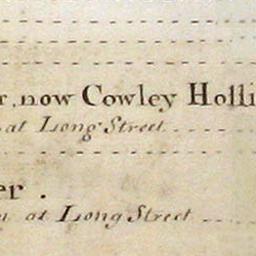 r, now Cowley Holli
at Long Street
er.
at Long Street